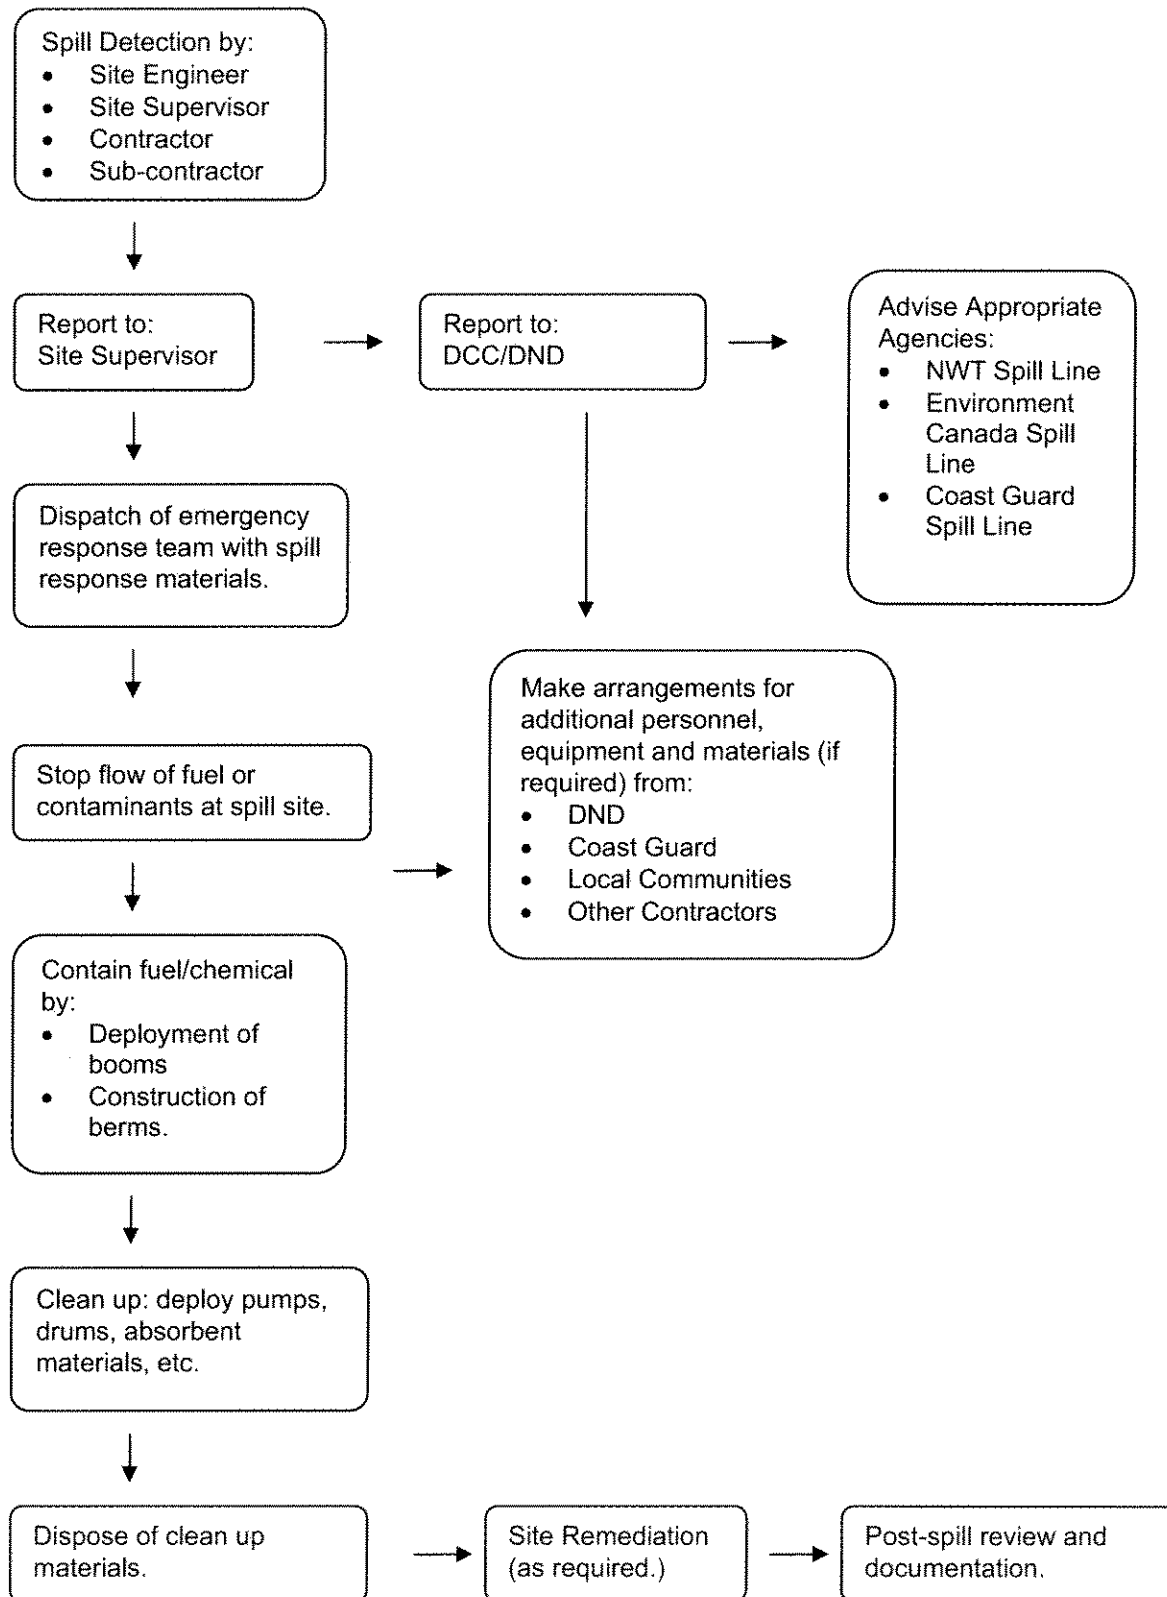 Spill Detection by:
• Site Engineer
• Site Supervisor
• Contractor
• Sub-contractor
Report to:
Site Supervisor
Report to:
DCC/DND
Advise Appropriate
Agencies:
• NWT Spill Line
• Environment
Canada Spill
Line
• Coast Guard
Spill Line
Dispatch of emergency
response team with spill
response materials.
Stop flow of fuel or
contaminants at spill site.
Make arrangements for
additional personnel,
equipment and materials (if
required) from:
• DND
• Coast Guard
• Local Communities
• Other Contractors
Contain fuel/chemical
by:
• Deployment of
booms
• Construction of
berms.
Clean up: deploy pumps,
drums, absorbent
materials, etc.
Dispose of clean up
materials.
Site Remediation
(as required.)
Post-spill review and
documentation.